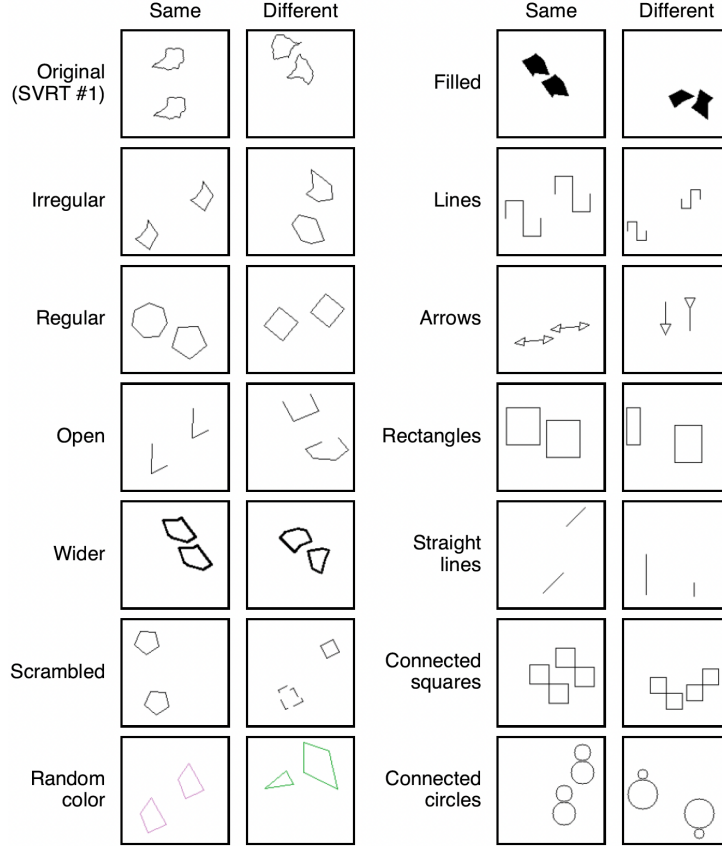 Same Different Same Different
Original
(SVRT #1)
Filled
Irregular
Lines
Regular
Arrows
Open
Rectangles
Wider
Straight
lines
Scrambled
Connected
squares
Random
color
Connected
circles